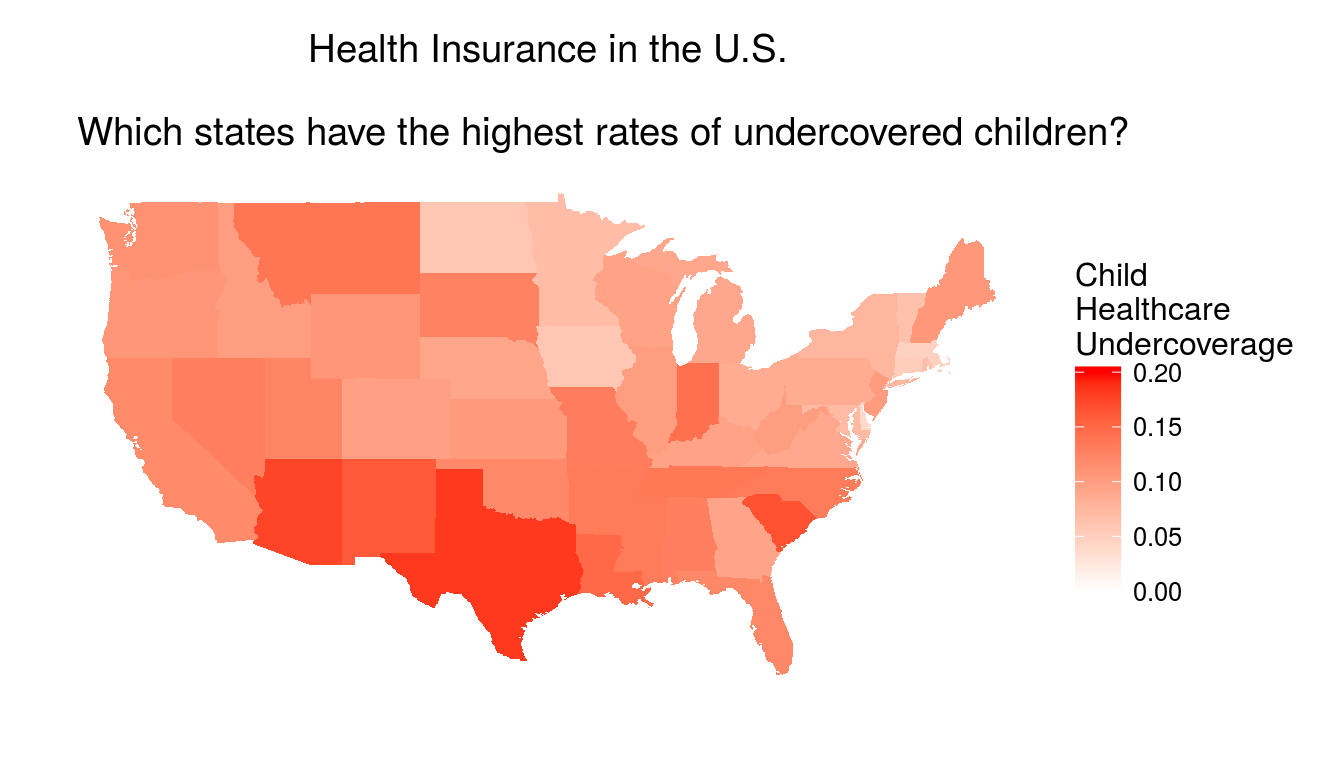 Health Insurance in the U.S.
Which states have the highest rates of undercovered children?
Child
Healthcare
Undercoverage
0.20
0.15
0.10
0.05
0.00